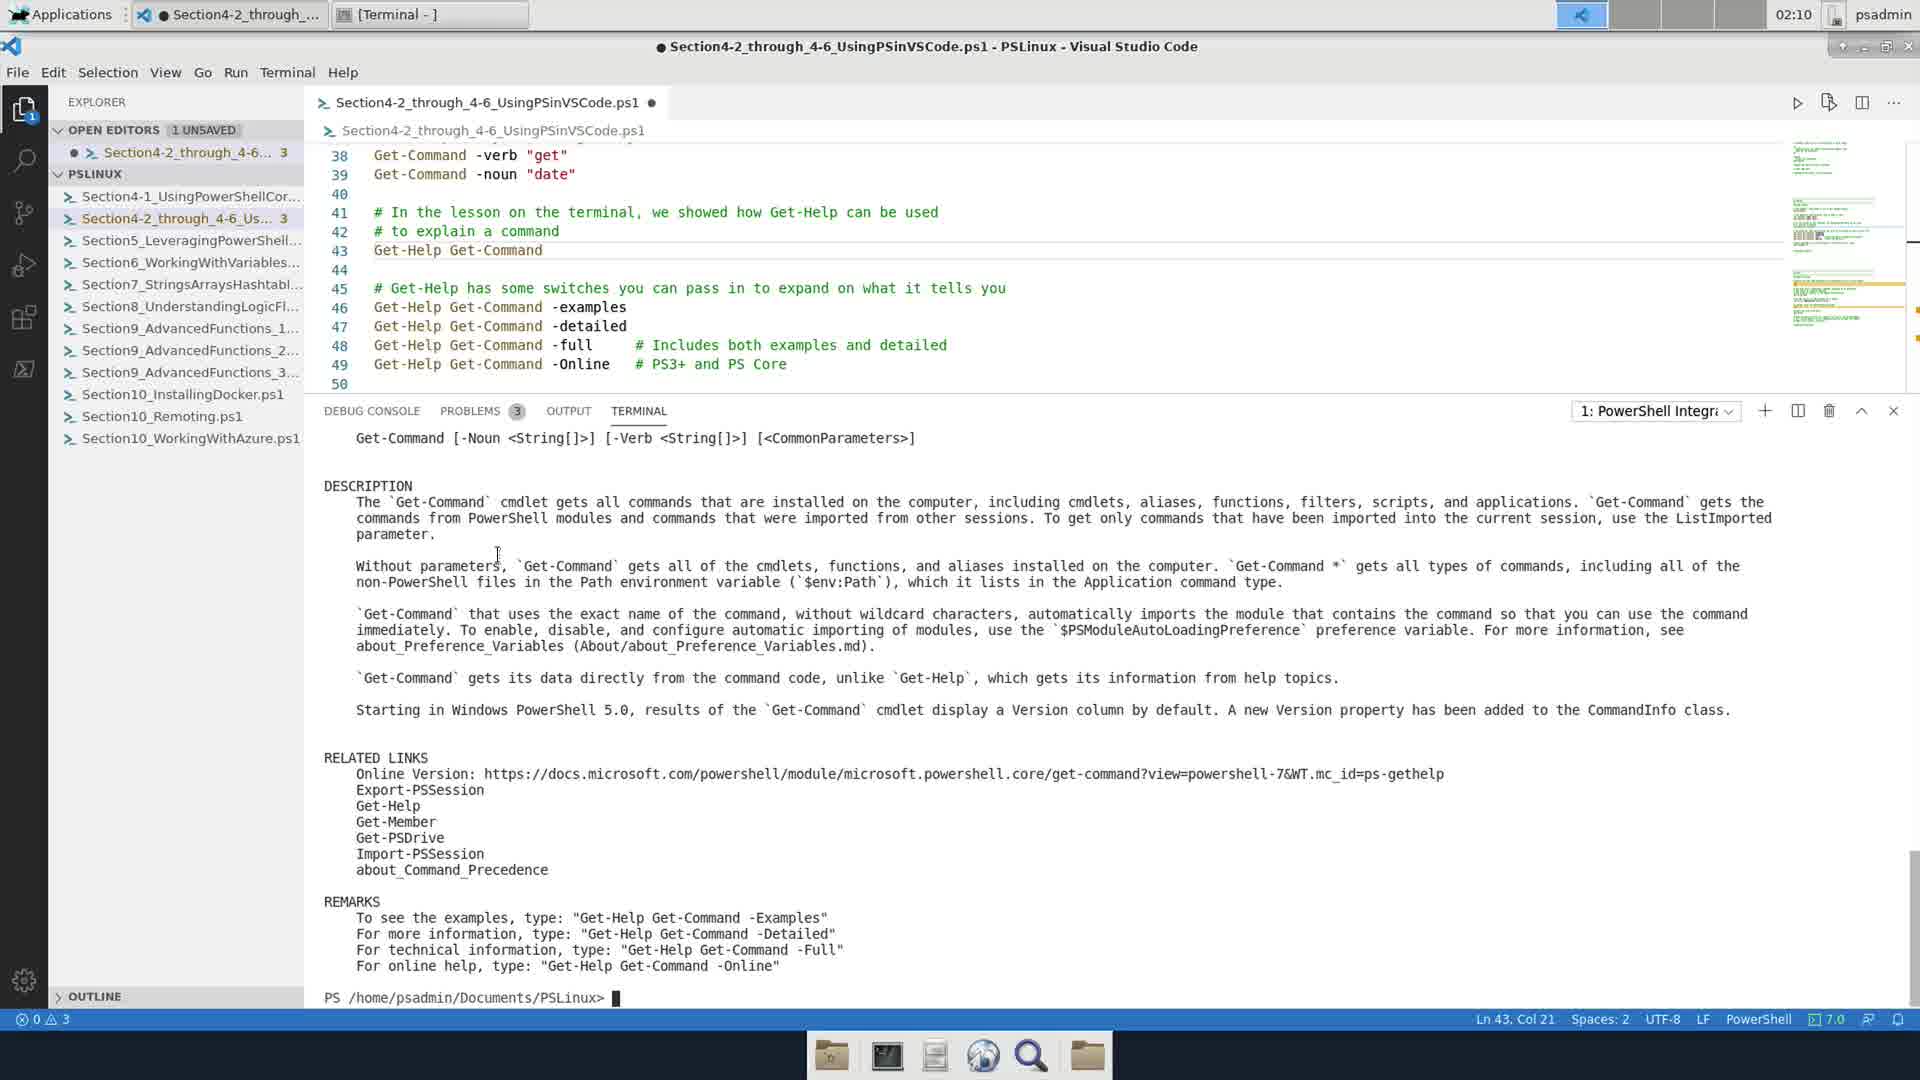 Applications
● Section4-2_through_...
[Terminal - ]
02:10
psadmin
● Section4-2_through_4-6_UsingPSinVSCode.ps1 - PSLinux - Visual Studio Code
File Edit Selection View Go Run Terminal Help
1
EXPLORER
OPEN EDITORS 1 UNSAVED
● Section4-2_through_4-6... 3
PSLINUX
Section4-1_UsingPowerShellCor...
Section4-2_through_4-6_Us... 3
Section5_LeveragingPowerShell...
Section6_WorkingWithVariables...
Section7_StringsArraysHashtabl...
Section8_UnderstandingLogicFl...
Section9_AdvancedFunctions_1...
Section9_AdvancedFunctions_2...
Section9_AdvancedFunctions_3...
Section10_InstallingDocker.ps1
Section10_Remoting.ps1
Section10_WorkingWithAzure.ps1
OUTLINE
Section4-2_through_4-6_UsingPSinVSCode.ps1 ●
Section4-2_through_4-6_UsingPSinVSCode.ps1
38 Get-Command -verb "get"
39 Get-Command -noun "date"
40
41 # In the lesson on the terminal, we showed how Get-Help can be used
42 # to explain a command
43 Get-Help Get-Command
44
45 # Get-Help has some switches you can pass in to expand on what it tells you
46 Get-Help Get-Command -examples
47 Get-Help Get-Command -detailed
48 Get-Help Get-Command -full # Includes both examples and detailed
49 Get-Help Get-Command -Online # PS3+ and PS Core
50
DEBUG CONSOLE PROBLEMS 3 OUTPUT TERMINAL
1: PowerShell Integra
Get-Command [-Noun <String[]>] [-Verb <String[]>] [<CommonParameters>]
DESCRIPTION
The `Get-Command` cmdlet gets all commands that are installed on the computer, including cmdlets, aliases, functions, filters, scripts, and applications. `Get-Command` gets the
commands from PowerShell modules and commands that were imported from other sessions. To get only commands that have been imported into the current session, use the ListImported
parameter.
Without parameters, `Get-Command` gets all of the cmdlets, functions, and aliases installed on the computer. `Get-Command *` gets all types of commands, including all of the
non-PowerShell files in the Path environment variable (`$env:Path`), which it lists in the Application command type.
`Get-Command` that uses the exact name of the command, without wildcard characters, automatically imports the module that contains the command so that you can use the command
immediately. To enable, disable, and configure automatic importing of modules, use the `$PSModuleAutoLoadingPreference` preference variable. For more information, see
about_Preference_Variables (About/about_Preference_Variables.md).
`Get-Command` gets its data directly from the command code, unlike `Get-Help`, which gets its information from help topics.
Starting in Windows PowerShell 5.0, results of the `Get-Command` cmdlet display a Version column by default. A new Version property has been added to the CommandInfo class.
RELATED LINKS
Online Version: https://docs.microsoft.com/powershell/module/microsoft.powershell.core/get-command?view=powershell-7&WT.mc_id=ps-gethelp
Export-PSSession
Get-Help
Get-Member
Get-PSDrive
Import-PSSession
about_Command_Precedence
REMARKS
To see the examples, type: "Get-Help Get-Command -Examples"
For more information, type: "Get-Help Get-Command -Detailed"
For technical information, type: "Get-Help Get-Command -Full"
For online help, type: "Get-Help Get-Command -Online"
PS /home/psadmin/Documents/PSLinux>
0 3
Ln 43, Col 21 Spaces: 2 UTF-8 LF PowerShell 7.0